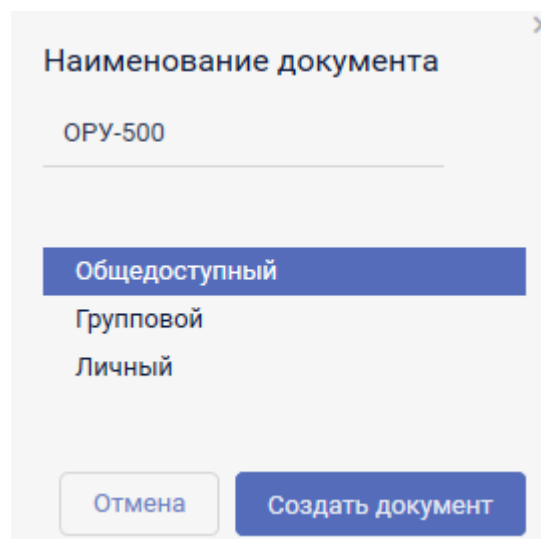 Наименование документа
ОРУ-500
Общедоступный
Групповой
Личный
Отмена
Создать документ